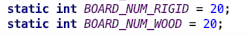 static int BOARD_NUM_RIGID = 20;
static int BOARD_NUM_WOOD = 20;